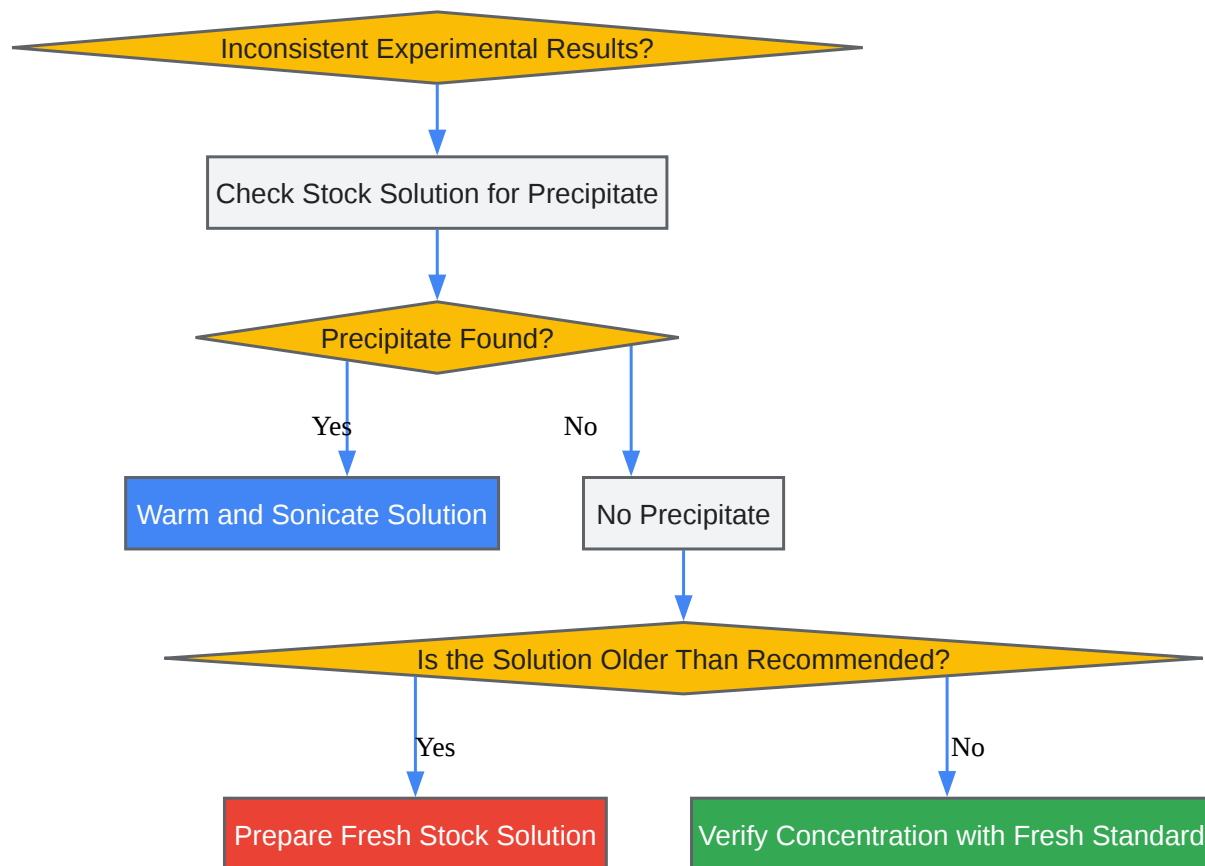 Inconsistent Experimental Results?
Check Stock Solution for Precipitate
Precipitate Found?
Yes
No
Warm and Sonicate Solution
No Precipitate
Is the Solution Older Than Recommended?
Yes
No
Prepare Fresh Stock Solution
Verify Concentration with Fresh Standard